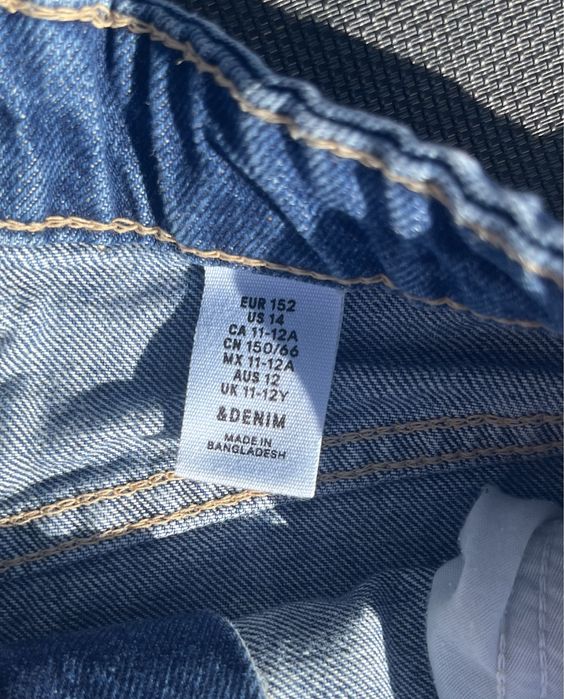 EUR 152
US 14
CA 11-12A
CN 150/66
MX 11-12A
AUS 12
UK 11-12Y
&DENIM
MADE IN
BANGLADESH